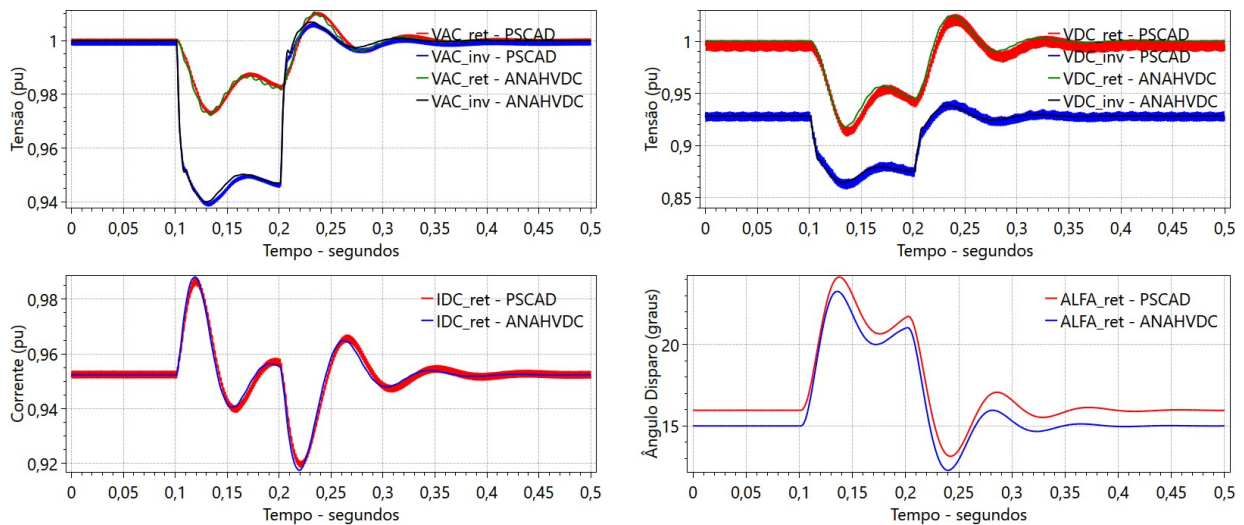 Tensão (pu)
1
0,98
0,96
0,94
VAC_ret - PSCAD
VAC_inv - PSCAD
VAC_ret - ANAHVDC
VAC_inv - ANAHVDC
0 0,05 0,1 0,15 0,2 0,25 0,3 0,35 0,4 0,45 0,5
Tempo - segundos
Tensão (pu)
1
0,95
0,9
0,85
VDC_ret - PSCAD
VDC_inv - PSCAD
VDC_ret - ANAHVDC
VDC_inv - ANAHVDC
0 0,05 0,1 0,15 0,2 0,25 0,3 0,35 0,4 0,45 0,5
Tempo - segundos
Corrente (pu)
0,98
0,96
0,94
0,92
IDC_ret - PSCAD
IDC_ret - ANAHVDC
0 0,05 0,1 0,15 0,2 0,25 0,3 0,35 0,4 0,45 0,5
Tempo - segundos
Ângulo Disparo (graus)
20
15
ALFA_ret - PSCAD
ALFA_ret - ANAHVDC
0 0,05 0,1 0,15 0,2 0,25 0,3 0,35 0,4 0,45 0,5
Tempo - segundos